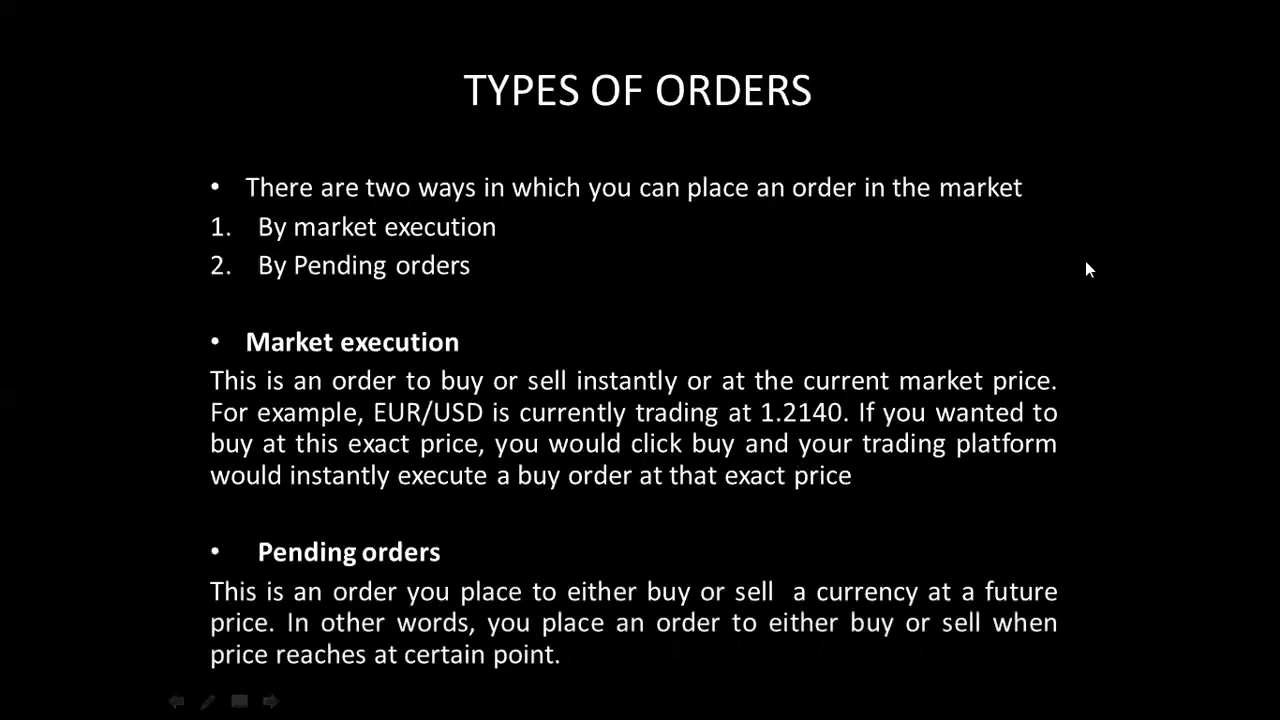 TYPES OF ORDERS
• There are two ways in which you can place an order in the market
1. By market execution
2. By Pending orders
• Market execution
This is an order to buy or sell instantly or at the current market price.
For example, EUR/USD is currently trading at 1.2140. If you wanted to
buy at this exact price, you would click buy and your trading platform
would instantly execute a buy order at that exact price
• Pending orders
This is an order you place to either buy or sell a currency at a future
price. In other words, you place an order to either buy or sell when
price reaches at certain point.